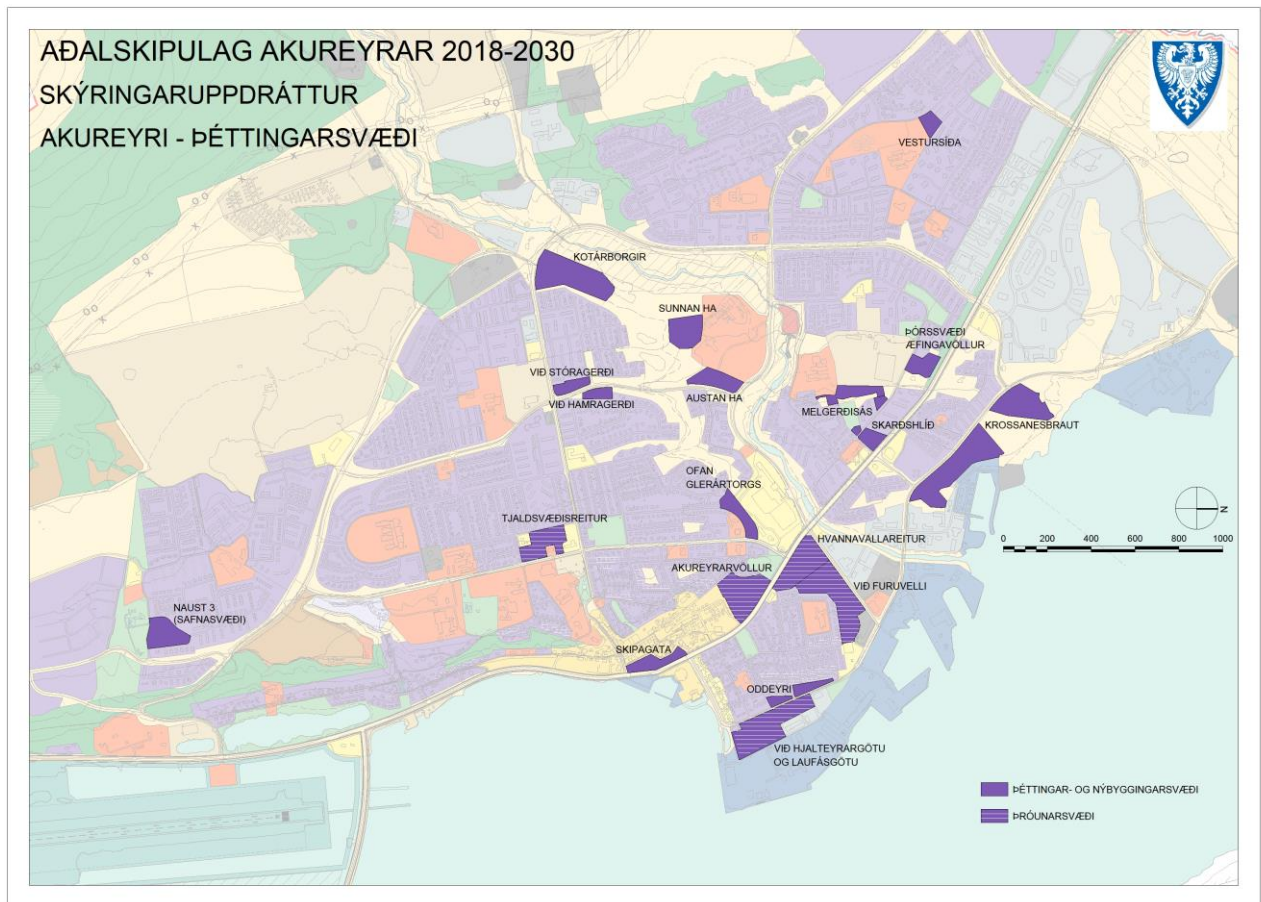 AÐALSKIPULAG AKUREYRAR 2018-2030
SKÝRINGARUPPDRÁTTUR
AKUREYRI - ÞÉTTINGARSVÆÐI
VESTURSÍÐA
KOTÁRBORGIR
SUNNAN HA
ÞÓRSSVÆÐI
ÆFINGAVÖLLUR
VIÐ STÓRAGERÐI
VIÐ HAMRAGERÐI
AUSTAN HA
MELGERÐISÁS
SKARÐSHLÍÐ
KROSSANESBRAUT
OFAN
GLERÁRTORGS
TJALDSVÆÐISREITUR
HVANNAVALLAREITUR
N
0 200 400 600 800 1000
AKUREYRARVÖLLUR
VIÐ FURUVELLI
NAUST 3
(SAFNASVÆÐI)
SKIPAGATA
ODDEYRI
VIÐ HJALTEYRARGÖTU
OG LAUFÁSGÖTU
ÞÉTTINGAR- OG NÝBYGGINGARSVÆÐI
ÞRÓUNARSVÆÐI